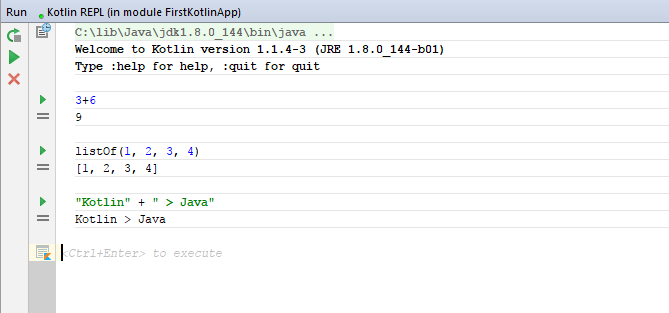 Run Kotlin REPL (in module FirstKotlinApp)
C:\lib\Java\jdk1.8.0_144\bin\java ...
Welcome to Kotlin version 1.1.4-3 (JRE 1.8.0_144-b01)
Type :help for help, :quit for quit
3+6
9
listOf(1, 2, 3, 4)
[1, 2, 3, 4]
"Kotlin" + " > Java"
Kotlin > Java
<Ctrl+Enter> to execute